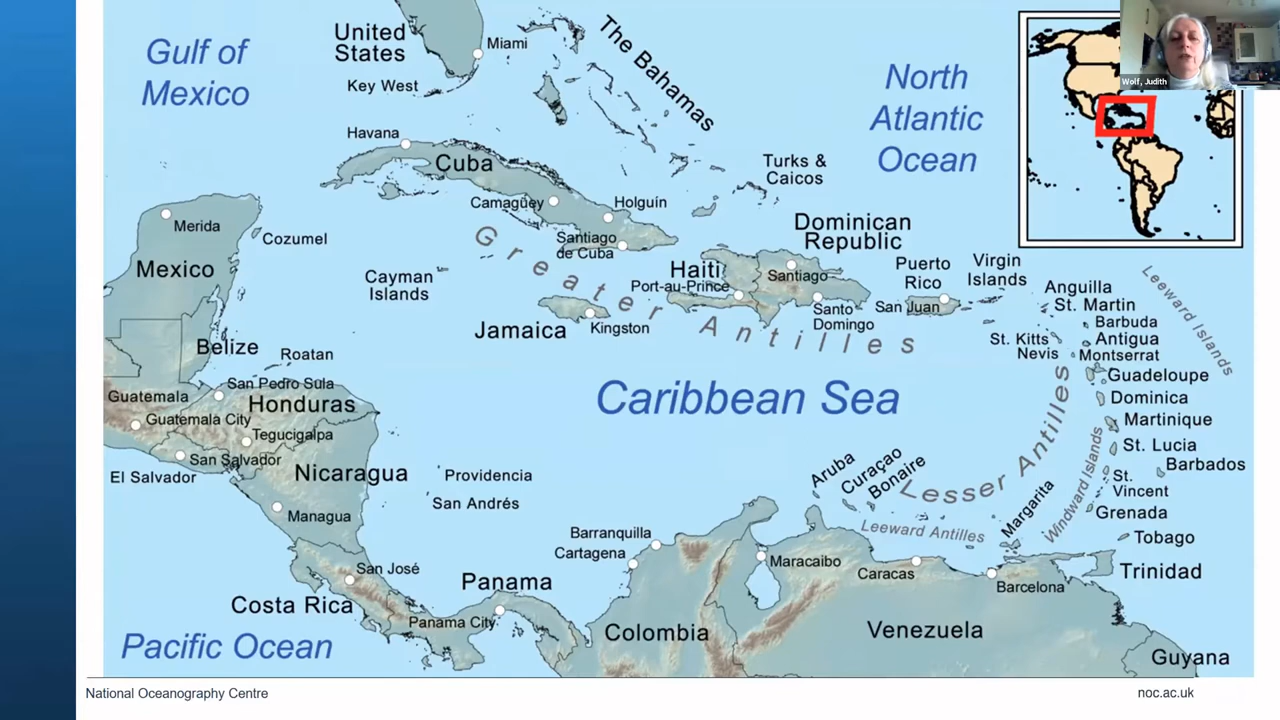 Gulf of
Mexico
United
States
Miami
Key West
The Bahamas
North
Atlantic
Ocean
Wolf, Judith
Havana
Cuba
Camagüey
Holguín
Santiago
de Cuba
Turks &
Caicos
Merida
Cozumel
Mexico
Cayman
Islands
Greater Antilles
Jamaica
Kingston
Haiti
Port-au-Prince
Dominican
Republic
Santiago
Santo
Domingo
Puerto
Rico
San Juan
Virgin
Islands
Anguilla
St. Martin
Barbuda
Antigua
St. Kitts
Nevis
Montserrat
Guadeloupe
Dominica
Martinique
St. Lucia
Barbados
St.
Vincent
Grenada
Tobago
Trinidad
Leeward Islands
Windward Islands
Lesser Antilles
Caribbean Sea
Belize
Roatan
San Pedro Sula
Guatemala
Honduras
Guatemala City
Tegucigalpa
San Salvador
El Salvador
Nicaragua
Managua
Providencia
San Andrés
Aruba
Curaçao
Bonaire
Leeward Antilles
Margarita
Barranquilla
Cartagena
Maracaibo
Caracas
Barcelona
San José
Costa Rica
Panama
Panama City
Colombia
Venezuela
Guyana
Pacific Ocean
National Oceanography Centre
noc.ac.uk